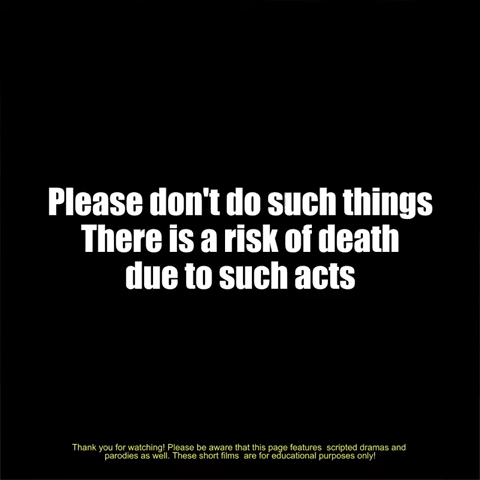 Please don't do such things
There is a risk of death
due to such acts
Thank you for watching! Please be aware that this page features  scripted dramas and
parodies as well. These short films  are for educational purposes only!